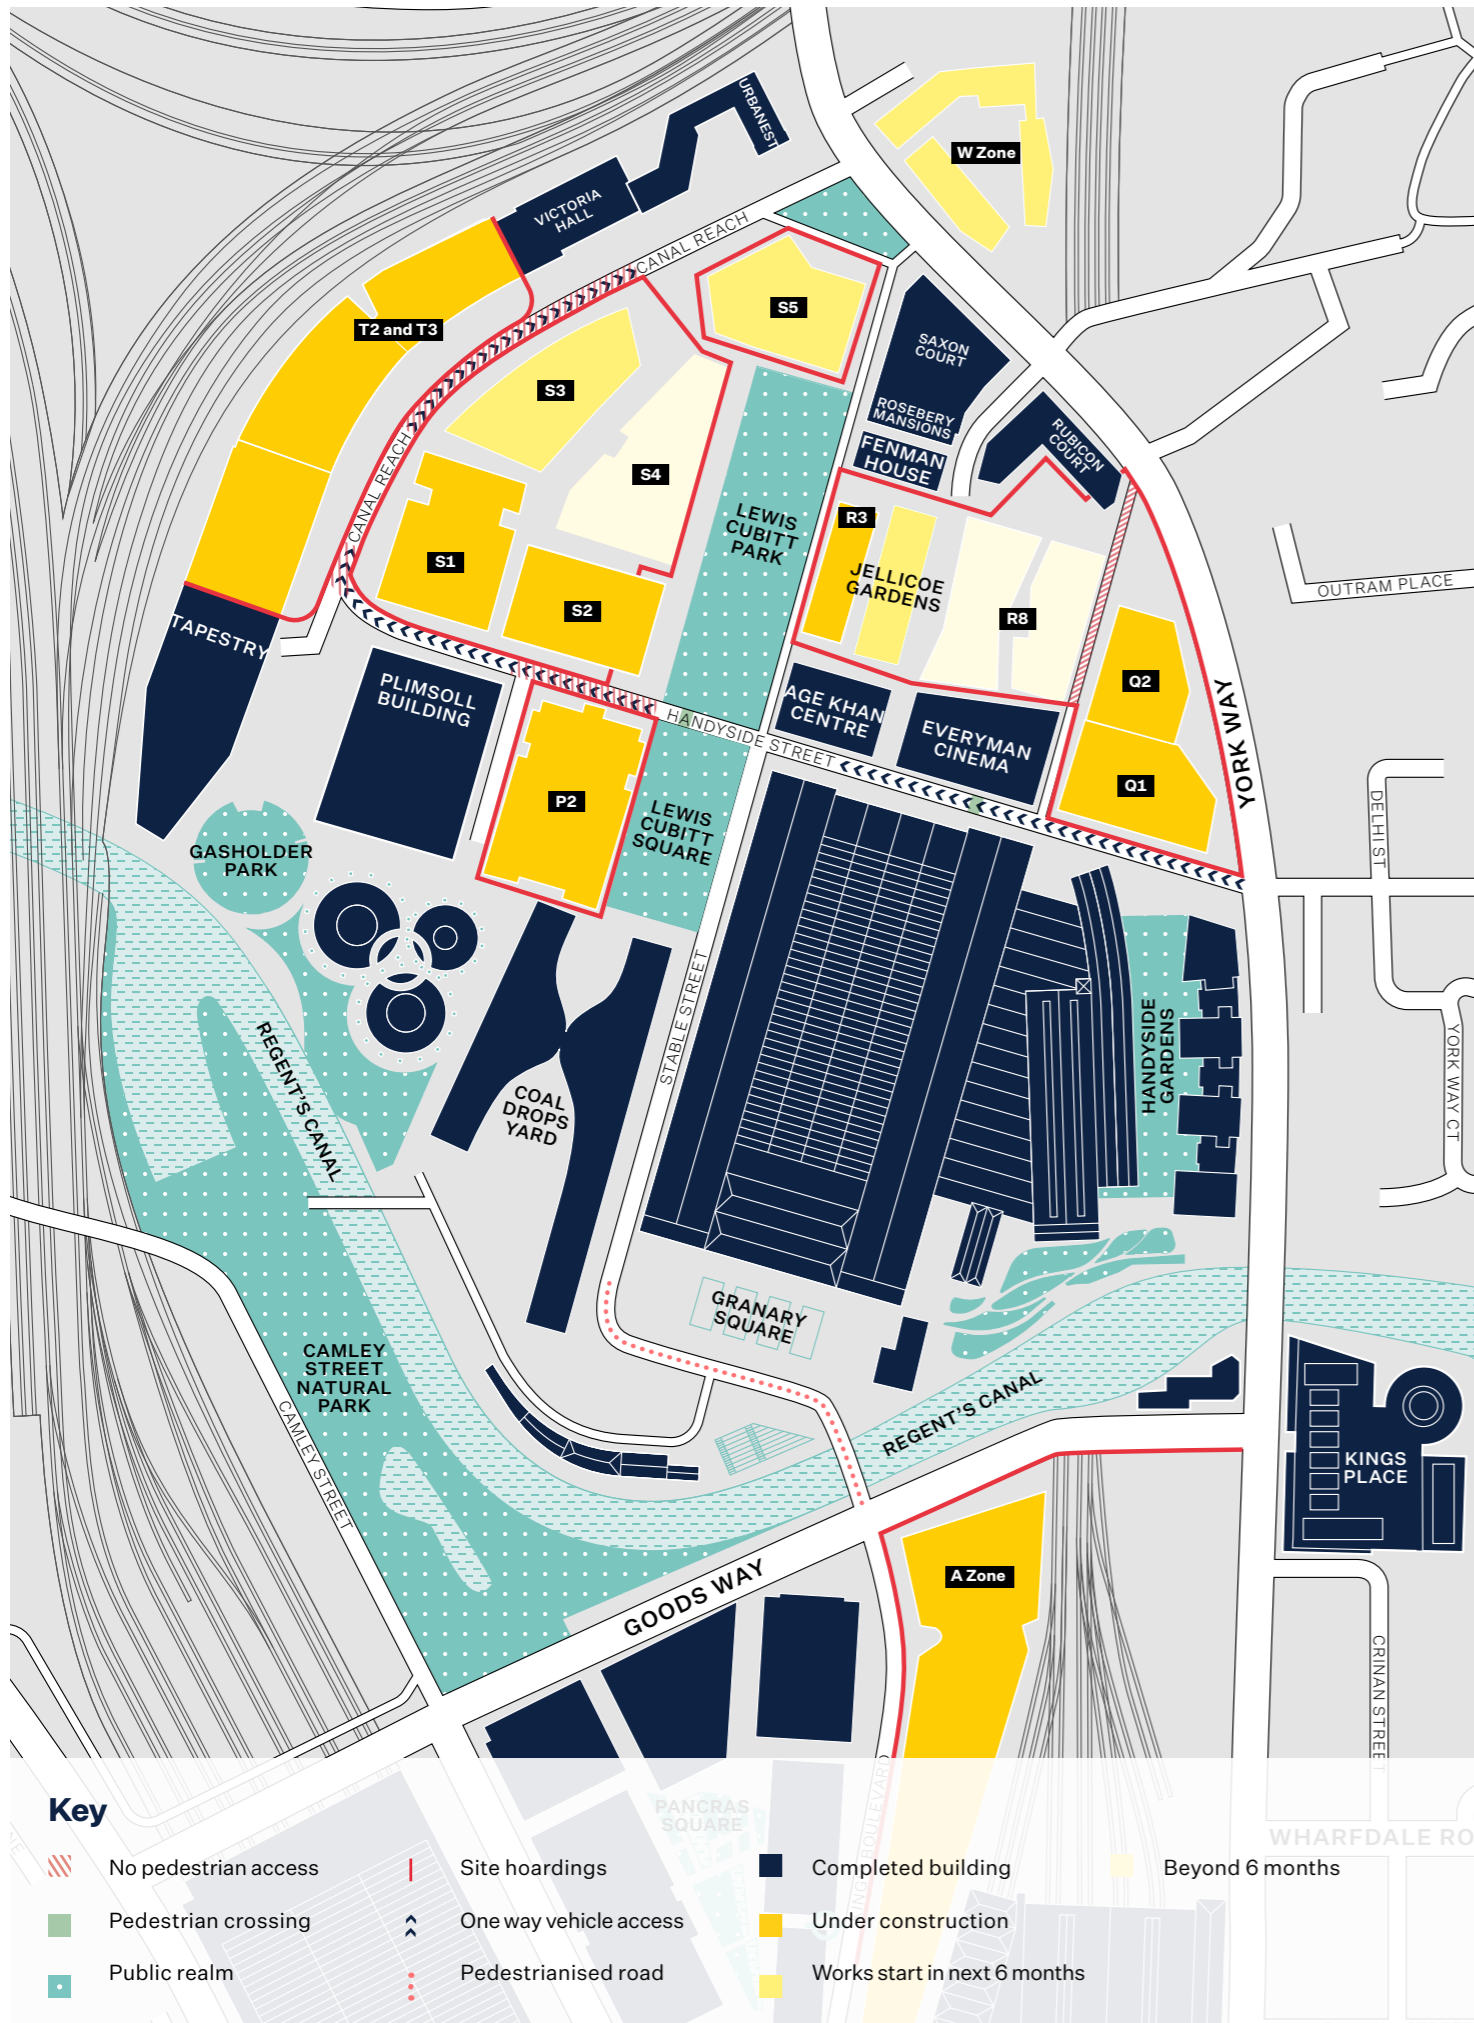 URBANEST
W Zone
VICTORIA
HALL
CANAL REACH
T2 and T3
S5
SAXON
COURT
S3
ROSEBERY
MANSIONS
RUBICON
COURT
FENMAN
HOUSE
S4
CANAL REACH
LEWIS
CUBITT
PARK
R3
S1
JELLICOE
GARDENS
OUTRAM PLACE
S2
R8
TAPESTRY
Q2
PLIMSOLL
BUILDING
AGE KHAN
CENTRE
HANDYSIDE STREET
EVERYMAN
CINEMA
YORK WAY
Q1
P2
LEWIS
CUBITT
SQUARE
DELHI ST
GASHOLDER
PARK
STABLE STREET
HANDYSIDE
GARDENS
REGENT'S CANAL
YORK WAY CT
COAL
DROPS
YARD
GRANARY
SQUARE
CAMLEY
STREET
NATURAL
PARK
REGENT'S CANAL
CAMLEY STREET
KINGS
PLACE
A Zone
GOODS WAY
CRINAN STREET
BOULEVARD
PANCRAS
SQUARE
WHARFDALE RO
Key
No pedestrian access
Site hoardings
Completed building
Beyond 6 months
Pedestrian crossing
One way vehicle access
Under construction
Public realm
Pedestrianised road
Works start in next 6 months